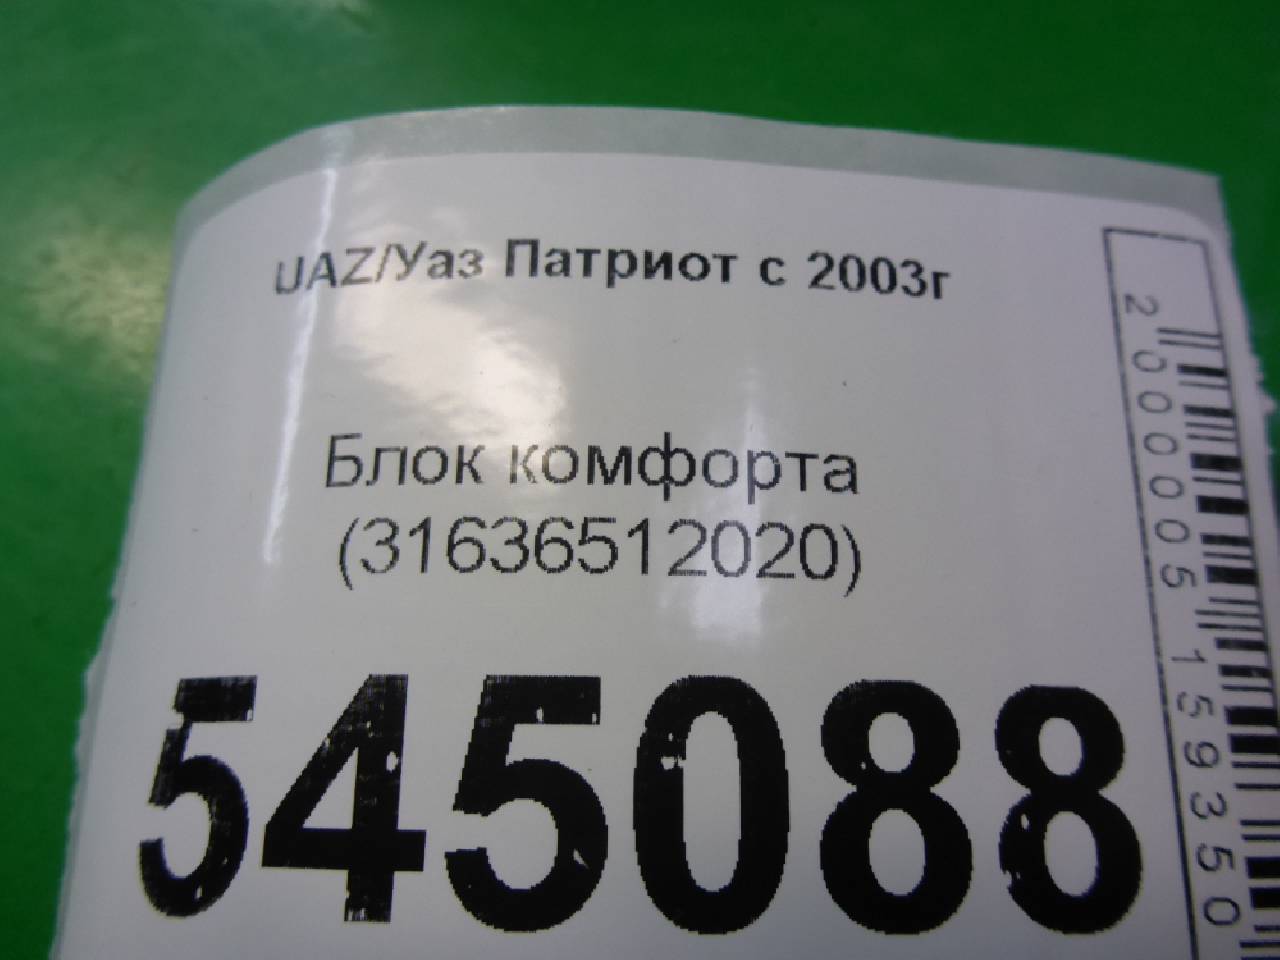 UAZ/Уаз Патриот с 2003г
Блок комфорта
(31636512020)
545088
2000005159350